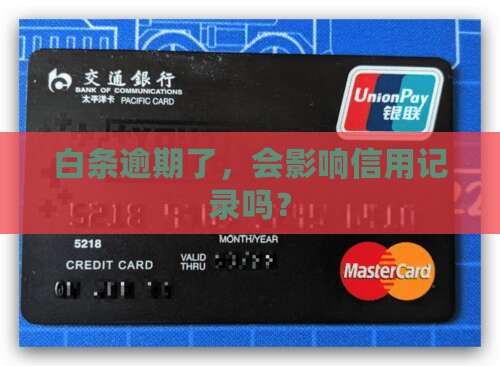 交通銀行
BANK OF COMMUNICATIONS
太平洋卡 PACIFIC CARD
UnionPay
银联
白条逾期了，会影响信用记
录吗？
5218
MONTH/YEAR
CREDIT CARD
VALID
THRU
MasterCard